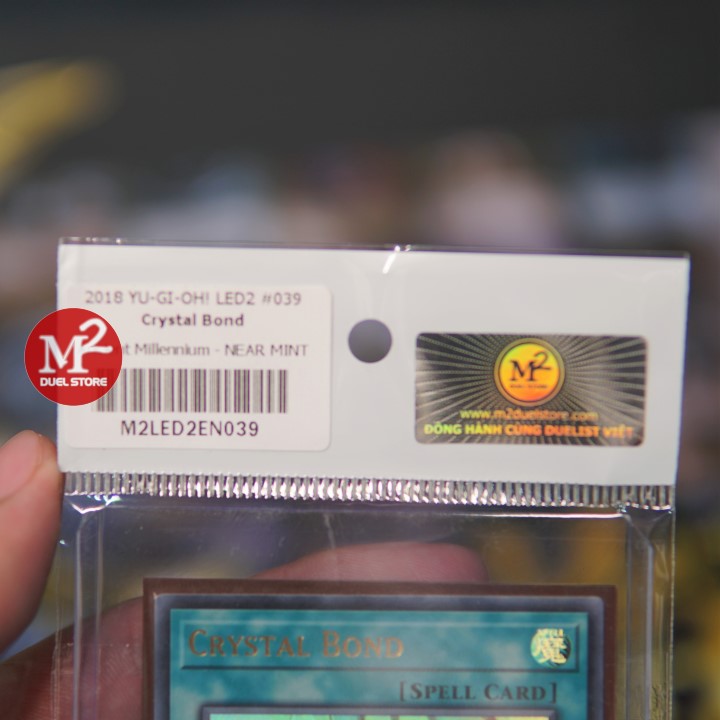 2018 YU-GI-OH! LED2 #039
Crystal Bond
Millennium - NEAR MINT
M2LED2EN039
M2
DUEL STORE
M2
www.m2duelstore.com
ĐỒNG HÀNH CÙNG DUELIST VIỆT
CRYSTAL BOND
SPELL
[SPELL CARD]